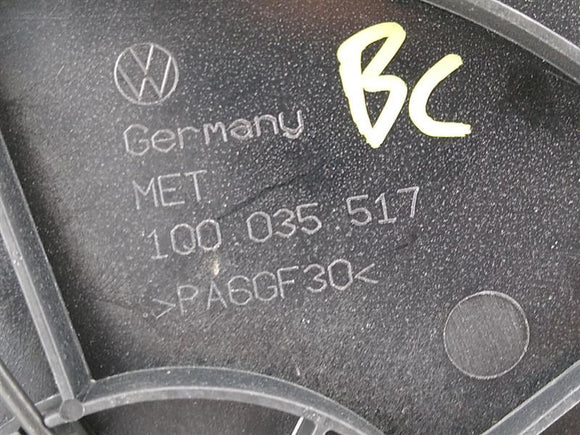 BC
Germany
MET
1Q0 035 517
>PA6GF30<